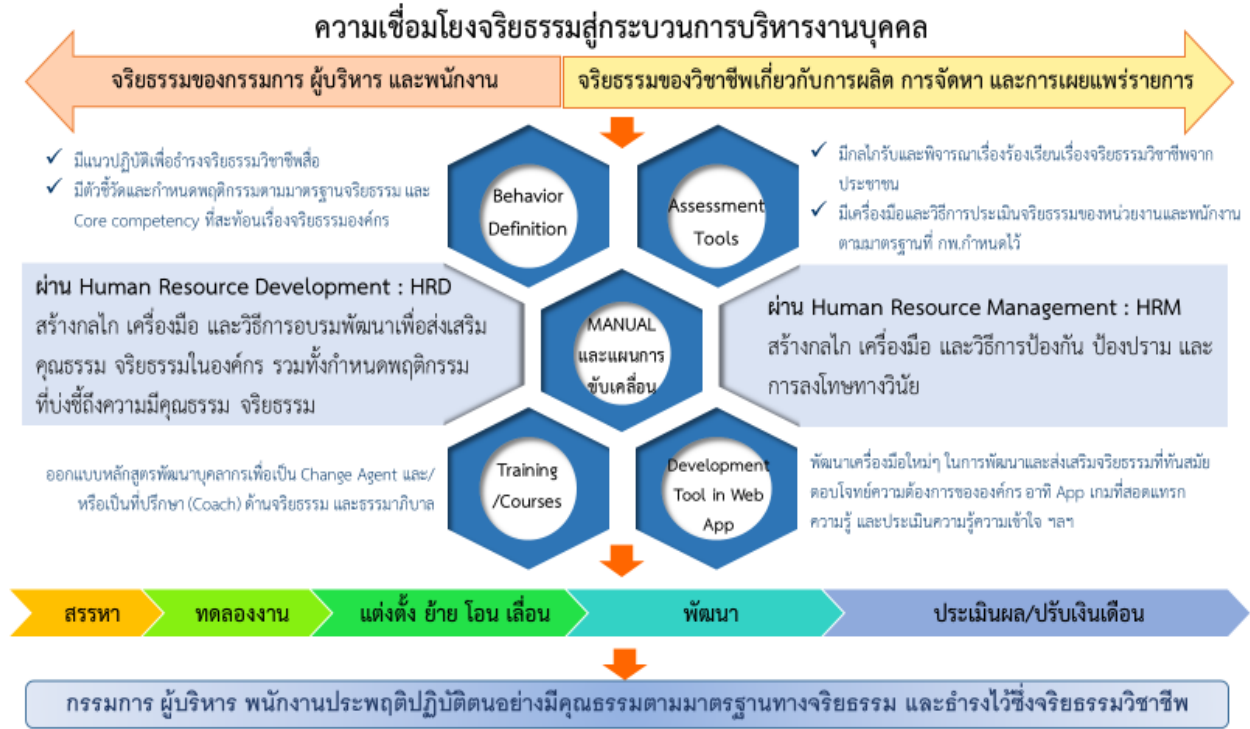 ความเชื่อมโยงจริยธรรมสู่กระบวนการบริหารงานบุคคล
จริยธรรมของกรรมการ ผู้บริหาร และพนักงาน
จริยธรรมของวิชาชีพเกี่ยวกับการผลิต การจัดหา และการเผยแพร่รายการ
✓ มีแนวปฏิบัติเพื่อธำรงจริยธรรมวิชาชีพสื่อ
✓ มีตัวชี้วัดและกำหนดพฤติกรรมตามมาตรฐานจริยธรรม และ
Core competency ที่สะท้อนเรื่องจริยธรรมองค์กร
Behavior
Definition
Assessment
Tools
✓ มีกลไกรับและพิจารณาเรื่องร้องเรียนเรื่องจริยธรรมวิชาชีพจาก
ประชาชน
✓ มีเครื่องมือและวิธีการประเมินจริยธรรมของหน่วยงานและพนักงาน
ตามมาตรฐานที่ กพ.กำหนดไว้
ผ่าน Human Resource Development : HRD
สร้างกลไก เครื่องมือ และวิธีการอบรมพัฒนาเพื่อส่งเสริม
คุณธรรม จริยธรรมในองค์กร รวมทั้งกำหนดพฤติกรรม
ที่บ่งชี้ถึงความมีคุณธรรม จริยธรรม
MANUAL
และแผนการ
ขับเคลื่อน
ผ่าน Human Resource Management : HRM
สร้างกลไก เครื่องมือ และวิธีการป้องกัน ป้องปราม และ
การลงโทษทางวินัย
ออกแบบหลักสูตรพัฒนาบุคลากรเพื่อเป็น Change Agent และ/
หรือเป็นที่ปรึกษา (Coach) ด้านจริยธรรม และธรรมาภิบาล
Training
/Courses
Development
Tool in Web
App
พัฒนาเครื่องมือใหม่ๆ ในการพัฒนาและส่งเสริมจริยธรรมที่ทันสมัย
ตอบโจทย์ความต้องการขององค์กร อาทิ App เกมที่สอดแทรก
ความรู้ และประเมินความรู้ความเข้าใจ ฯลฯ
สรรหา
ทดลองงาน
แต่งตั้ง ย้าย โอน เลื่อน
พัฒนา
ประเมินผล/ปรับเงินเดือน
กรรมการ ผู้บริหาร พนักงานประพฤติปฏิบัติตนอย่างมีคุณธรรมตามมาตรฐานทางจริยธรรม และธำรงไว้ซึ่งจริยธรรมวิชาชีพ